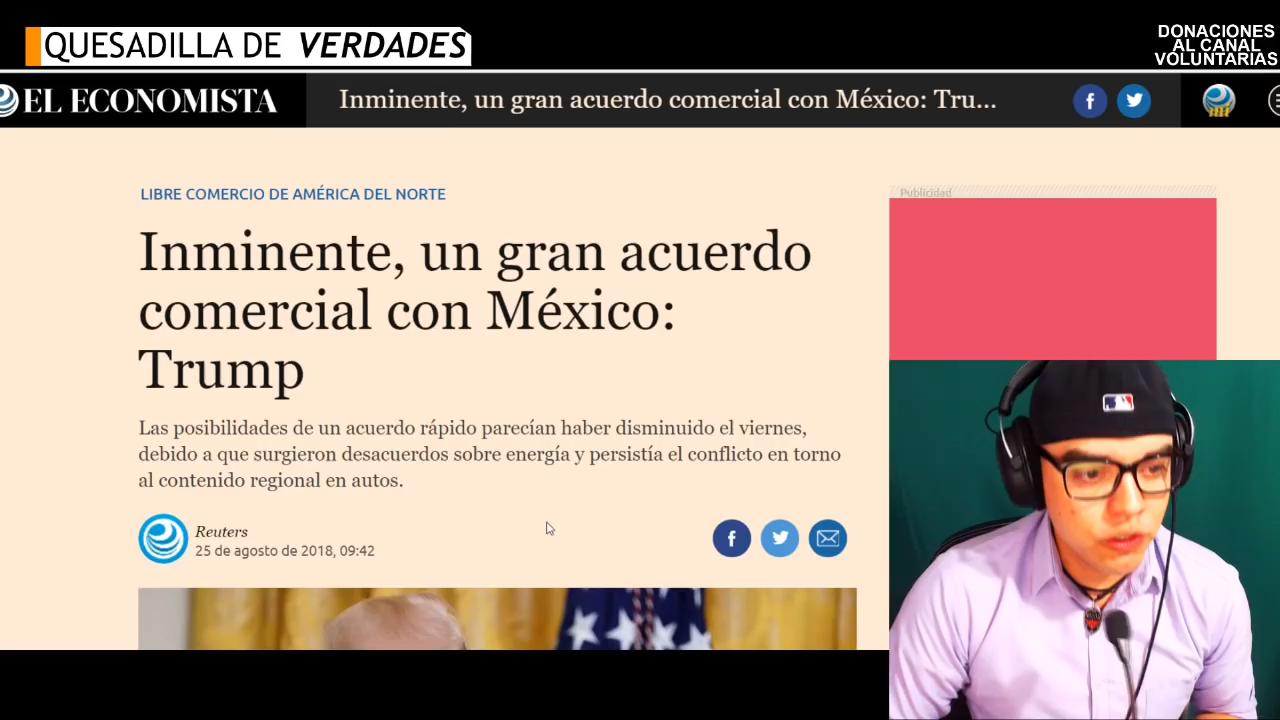 QUESADILLA DE VERDADES
DONACIONES
AL CANAL
VOLUNTARIAS
EL ECONOMISTA
Inminente, un gran acuerdo comercial con México: Tru...
LIBRE COMERCIO DE AMÉRICA DEL NORTE
Publicidad
Inminente, un gran acuerdo
comercial con México:
Trump
Las posibilidades de un acuerdo rápido parecían haber disminuido el viernes,
debido a que surgieron desacuerdos sobre energía y persistía el conflicto en torno
al contenido regional en autos.
Reuters
25 de agosto de 2018, 09:42